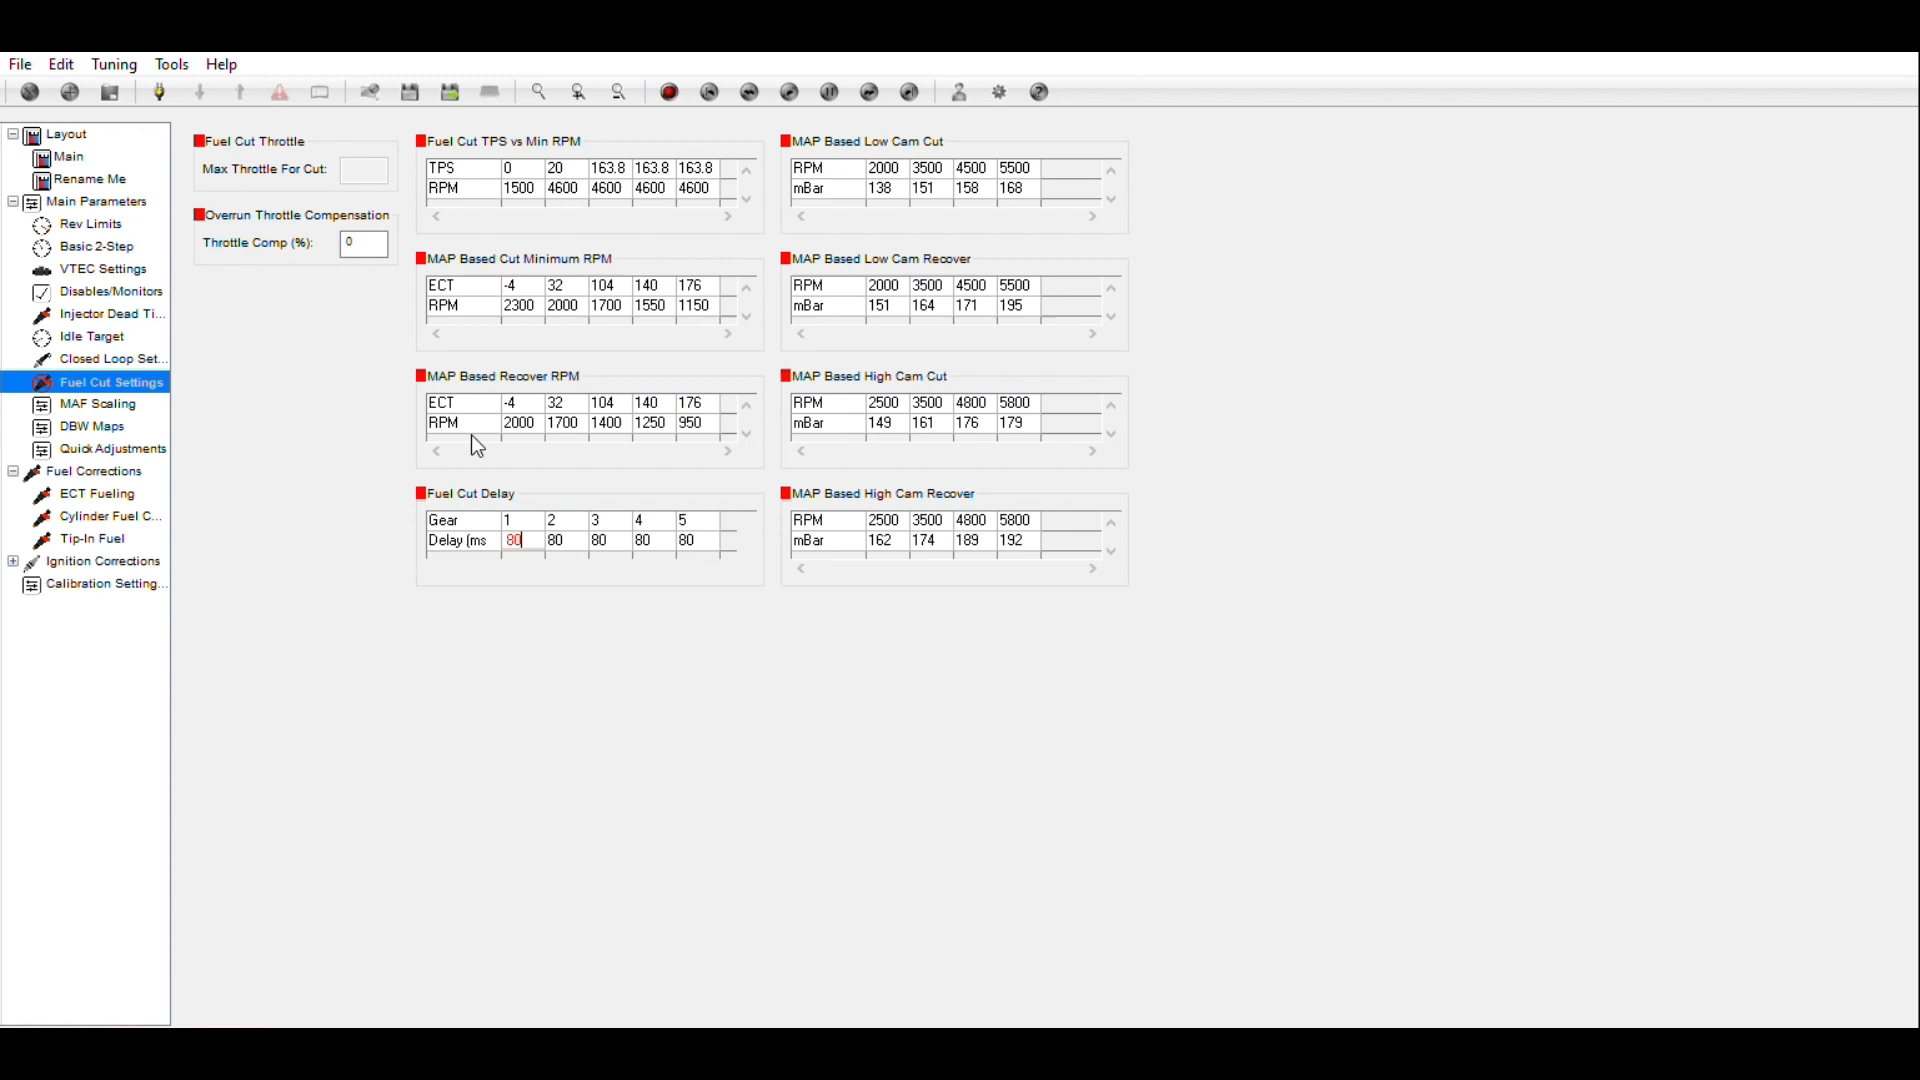 File Edit Tuning Tools Help
Layout
Main
Rename Me
Main Parameters
Rev Limits
Basic 2-Step
VTEC Settings
Disables/Monitors
Injector Dead Ti...
Idle Target
Closed Loop Set...
Fuel Cut Settings
MAF Scaling
DBW Maps
Quick Adjustments
Fuel Corrections
ECT Fueling
Cylinder Fuel C...
Tip-In Fuel
Ignition Corrections
Calibration Setting...
Fuel Cut Throttle
Max Throttle For Cut:
Overrun Throttle Compensation
Throttle Comp (%): 0
Fuel Cut TPS vs Min RPM
TPS 0 20 163.8 163.8 163.8
RPM 1500 4600 4600 4600 4600
MAP Based Cut Minimum RPM
ECT -4 32 104 140 176
RPM 2300 2000 1700 1550 1150
MAP Based Recover RPM
ECT -4 32 104 140 176
RPM 2000 1700 1400 1250 950
Fuel Cut Delay
Gear 1 2 3 4 5
Delay (ms 80 80 80 80 80
MAP Based Low Cam Cut
RPM 2000 3500 4500 5500
mBar 138 151 158 168
MAP Based Low Cam Recover
RPM 2000 3500 4500 5500
mBar 151 164 171 195
MAP Based High Cam Cut
RPM 2500 3500 4800 5800
mBar 149 161 176 179
MAP Based High Cam Recover
RPM 2500 3500 4800 5800
mBar 162 174 189 192